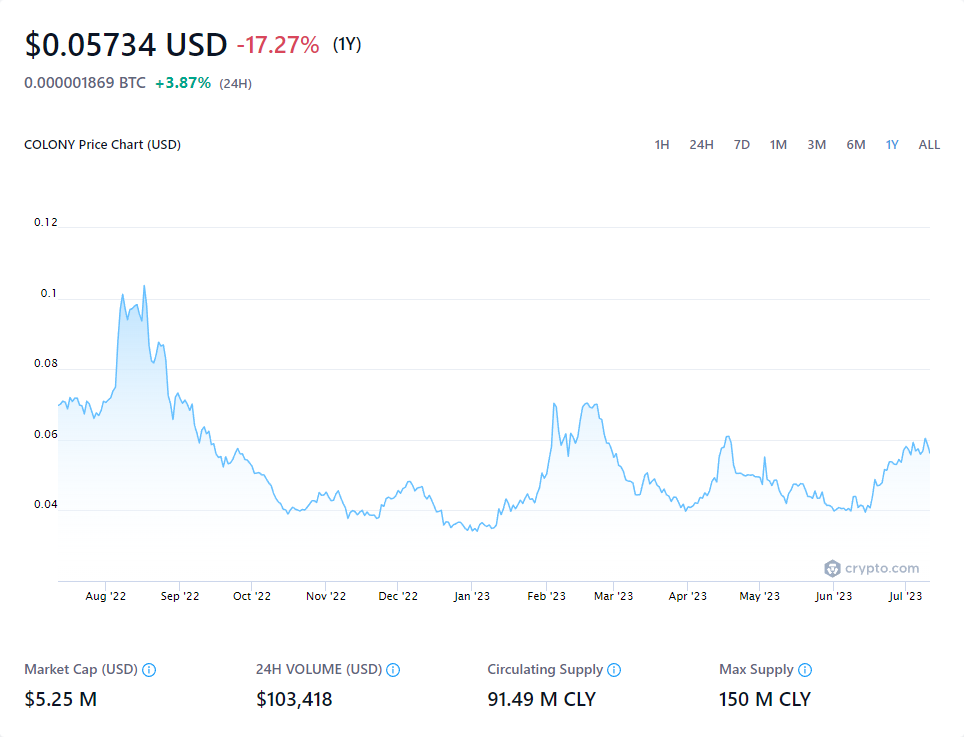 $0.05734 USD -17.27% (1Y)
0.000001869 BTC +3.87% (24H)
COLONY Price Chart (USD) 1H 24H 7D 1M 3M 6M 1Y ALL
0.12
0.1
0.08
0.06
0.04
crypto.com
Aug '22 Sep '22 Oct '22 Nov '22 Dec '22 Jan '23 Feb '23 Mar '23 Apr '23 May '23 Jun '23 Jul '23
Market Cap (USD) 24H VOLUME (USD) Circulating Supply Max Supply
$5.25 M $103,418 91.49 M CLY 150 M CLY